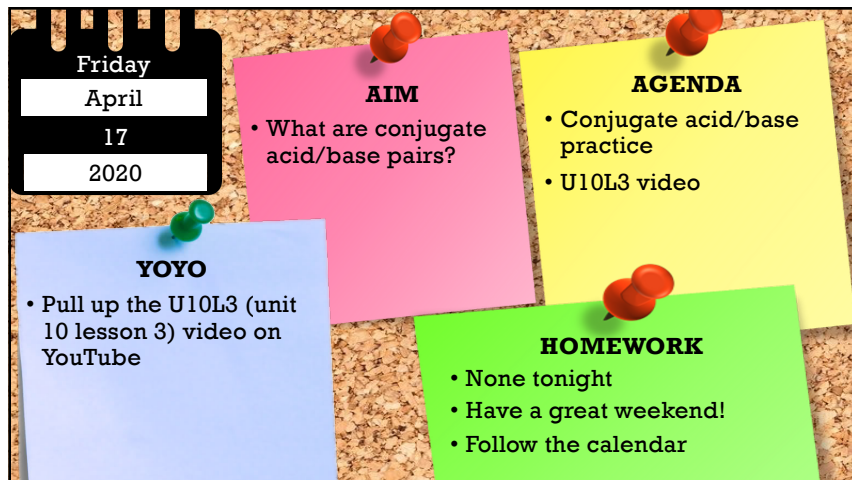 Friday
April
17
2020
AIM
• What are conjugate
acid/base pairs?
AGENDA
• Conjugate acid/base
practice
• U10L3 video
YOYO
• Pull up the U10L3 (unit
10 lesson 3) video on
YouTube
HOMEWORK
• None tonight
• Have a great weekend!
• Follow the calendar